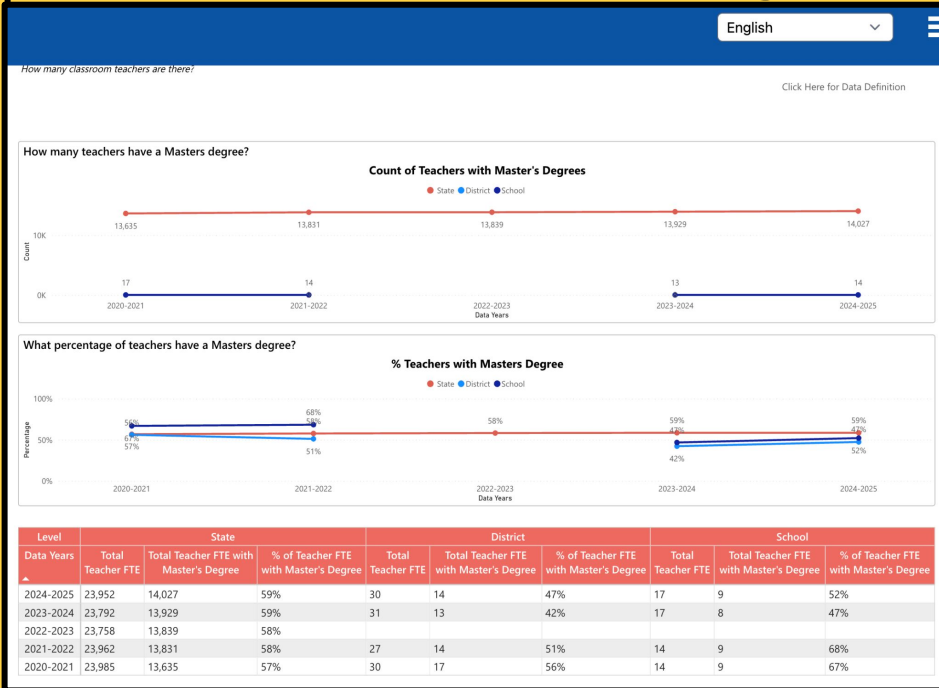 English
How many classroom teachers are there?
Click Here for Data Definition
How many teachers have a Masters degree?
Count of Teachers with Master's Degrees
State District School
13,635 13,831 13,839 13,929 14,027
10K
Count
17 14 13 14
0K
2020-2021 2021-2022 2022-2023 2023-2024 2024-2025
Data Years
What percentage of teachers have a Masters degree?
% Teachers with Masters Degree
State District School
100%
68%
56% 58% 58% 59% 59%
67% 47% 47%
Percentage
50%
57% 51% 42% 52%
0%
2020-2021 2021-2022 2022-2023 2023-2024 2024-2025
Data Years
Level State District School
Data Years Total Teacher FTE Total Teacher FTE with Master's Degree % of Teacher FTE with Master's Degree Total Teacher FTE Total Teacher FTE with Master's Degree % of Teacher FTE with Master's Degree Total Teacher FTE Total Teacher FTE with Master's Degree % of Teacher FTE with Master's Degree
2024-2025 23,952 14,027 59% 30 14 47% 17 9 52%
2023-2024 23,792 13,929 59% 31 13 42% 17 8 47%
2022-2023 23,758 13,839 58%
2021-2022 23,962 13,831 58% 27 14 51% 14 9 68%
2020-2021 23,985 13,635 57% 30 17 56% 14 9 67%